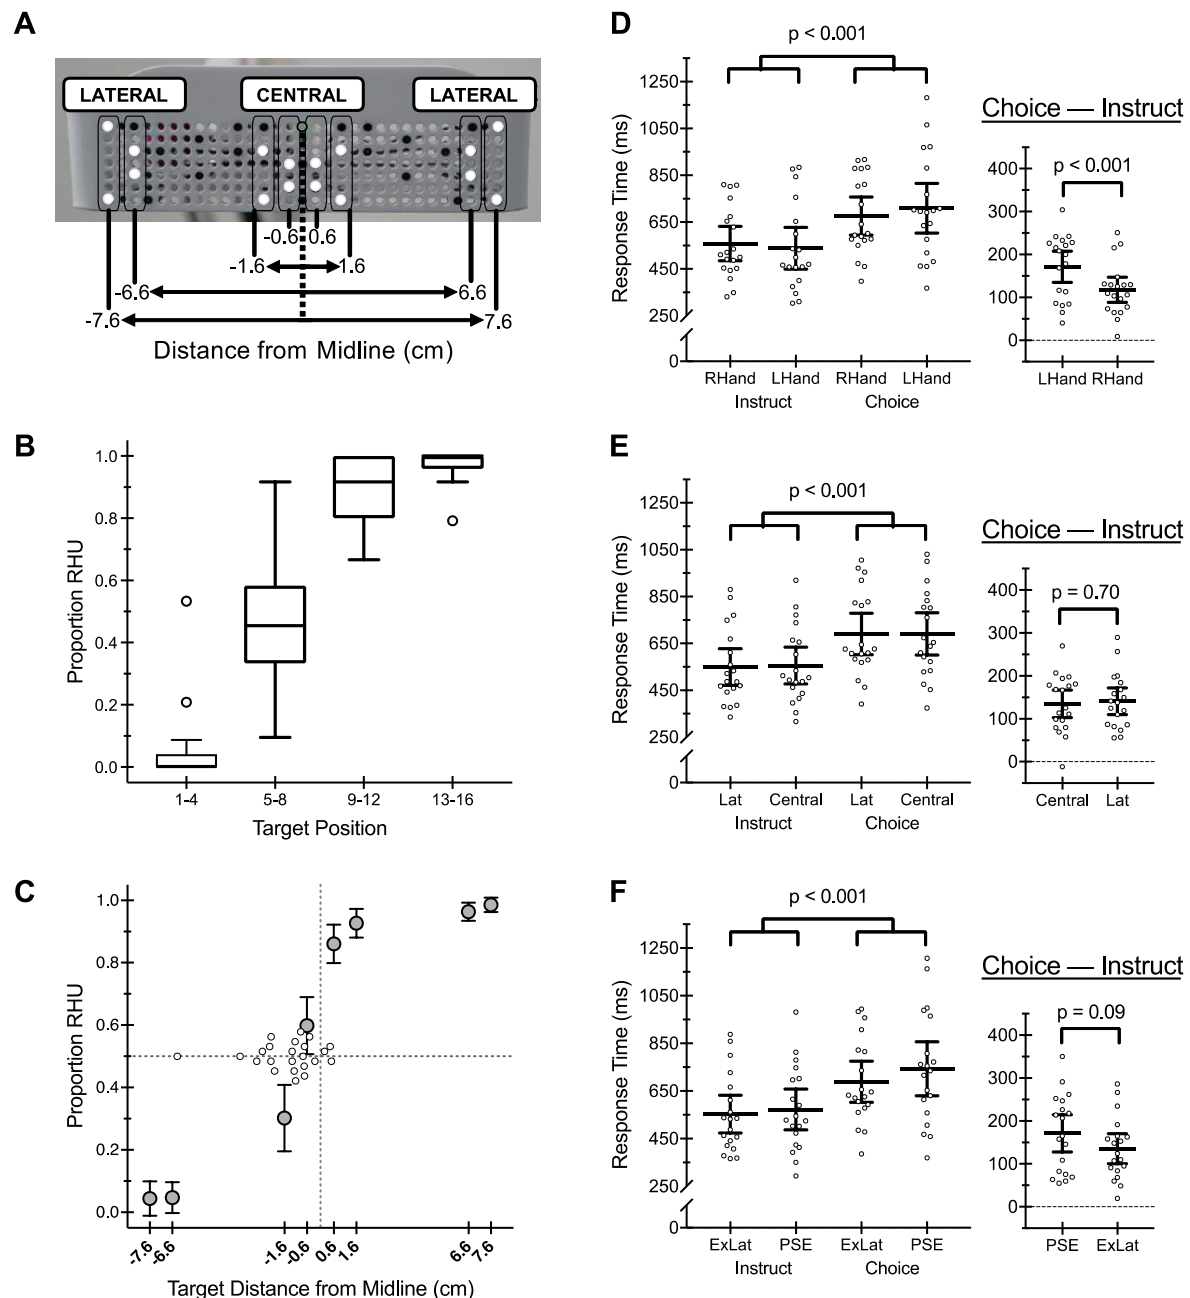 A
LATERAL CENTRAL LATERAL
-0.6 0.6
-1.6 1.6
-6.6 6.6
-7.6 7.6
Distance from Midline (cm)
B
Proportion RHU
1.0
0.8
0.6
0.4
0.2
0.0
1-4 5-8 9-12 13-16
Target Position
C
Proportion RHU
1.0
0.8
0.6
0.4
0.2
0.0
-7.6 -6.6 -1.6 -0.6 0.6 1.6 6.6 7.6
Target Distance from Midline (cm)
D
p < 0.001
Response Time (ms)
1250
1050
850
650
450
250
0
RHand LHand RHand LHand
Instruct Choice
Choice — Instruct
p < 0.001
400
300
200
100
0
LHand RHand
E
p < 0.001
Response Time (ms)
1250
1050
850
650
450
250
0
Lat Central Lat Central
Instruct Choice
Choice — Instruct
p = 0.70
400
300
200
100
0
Central Lat
F
p < 0.001
Response Time (ms)
1250
1050
850
650
450
250
0
ExLat PSE ExLat PSE
Instruct Choice
Choice — Instruct
p = 0.09
400
300
200
100
0
PSE ExLat